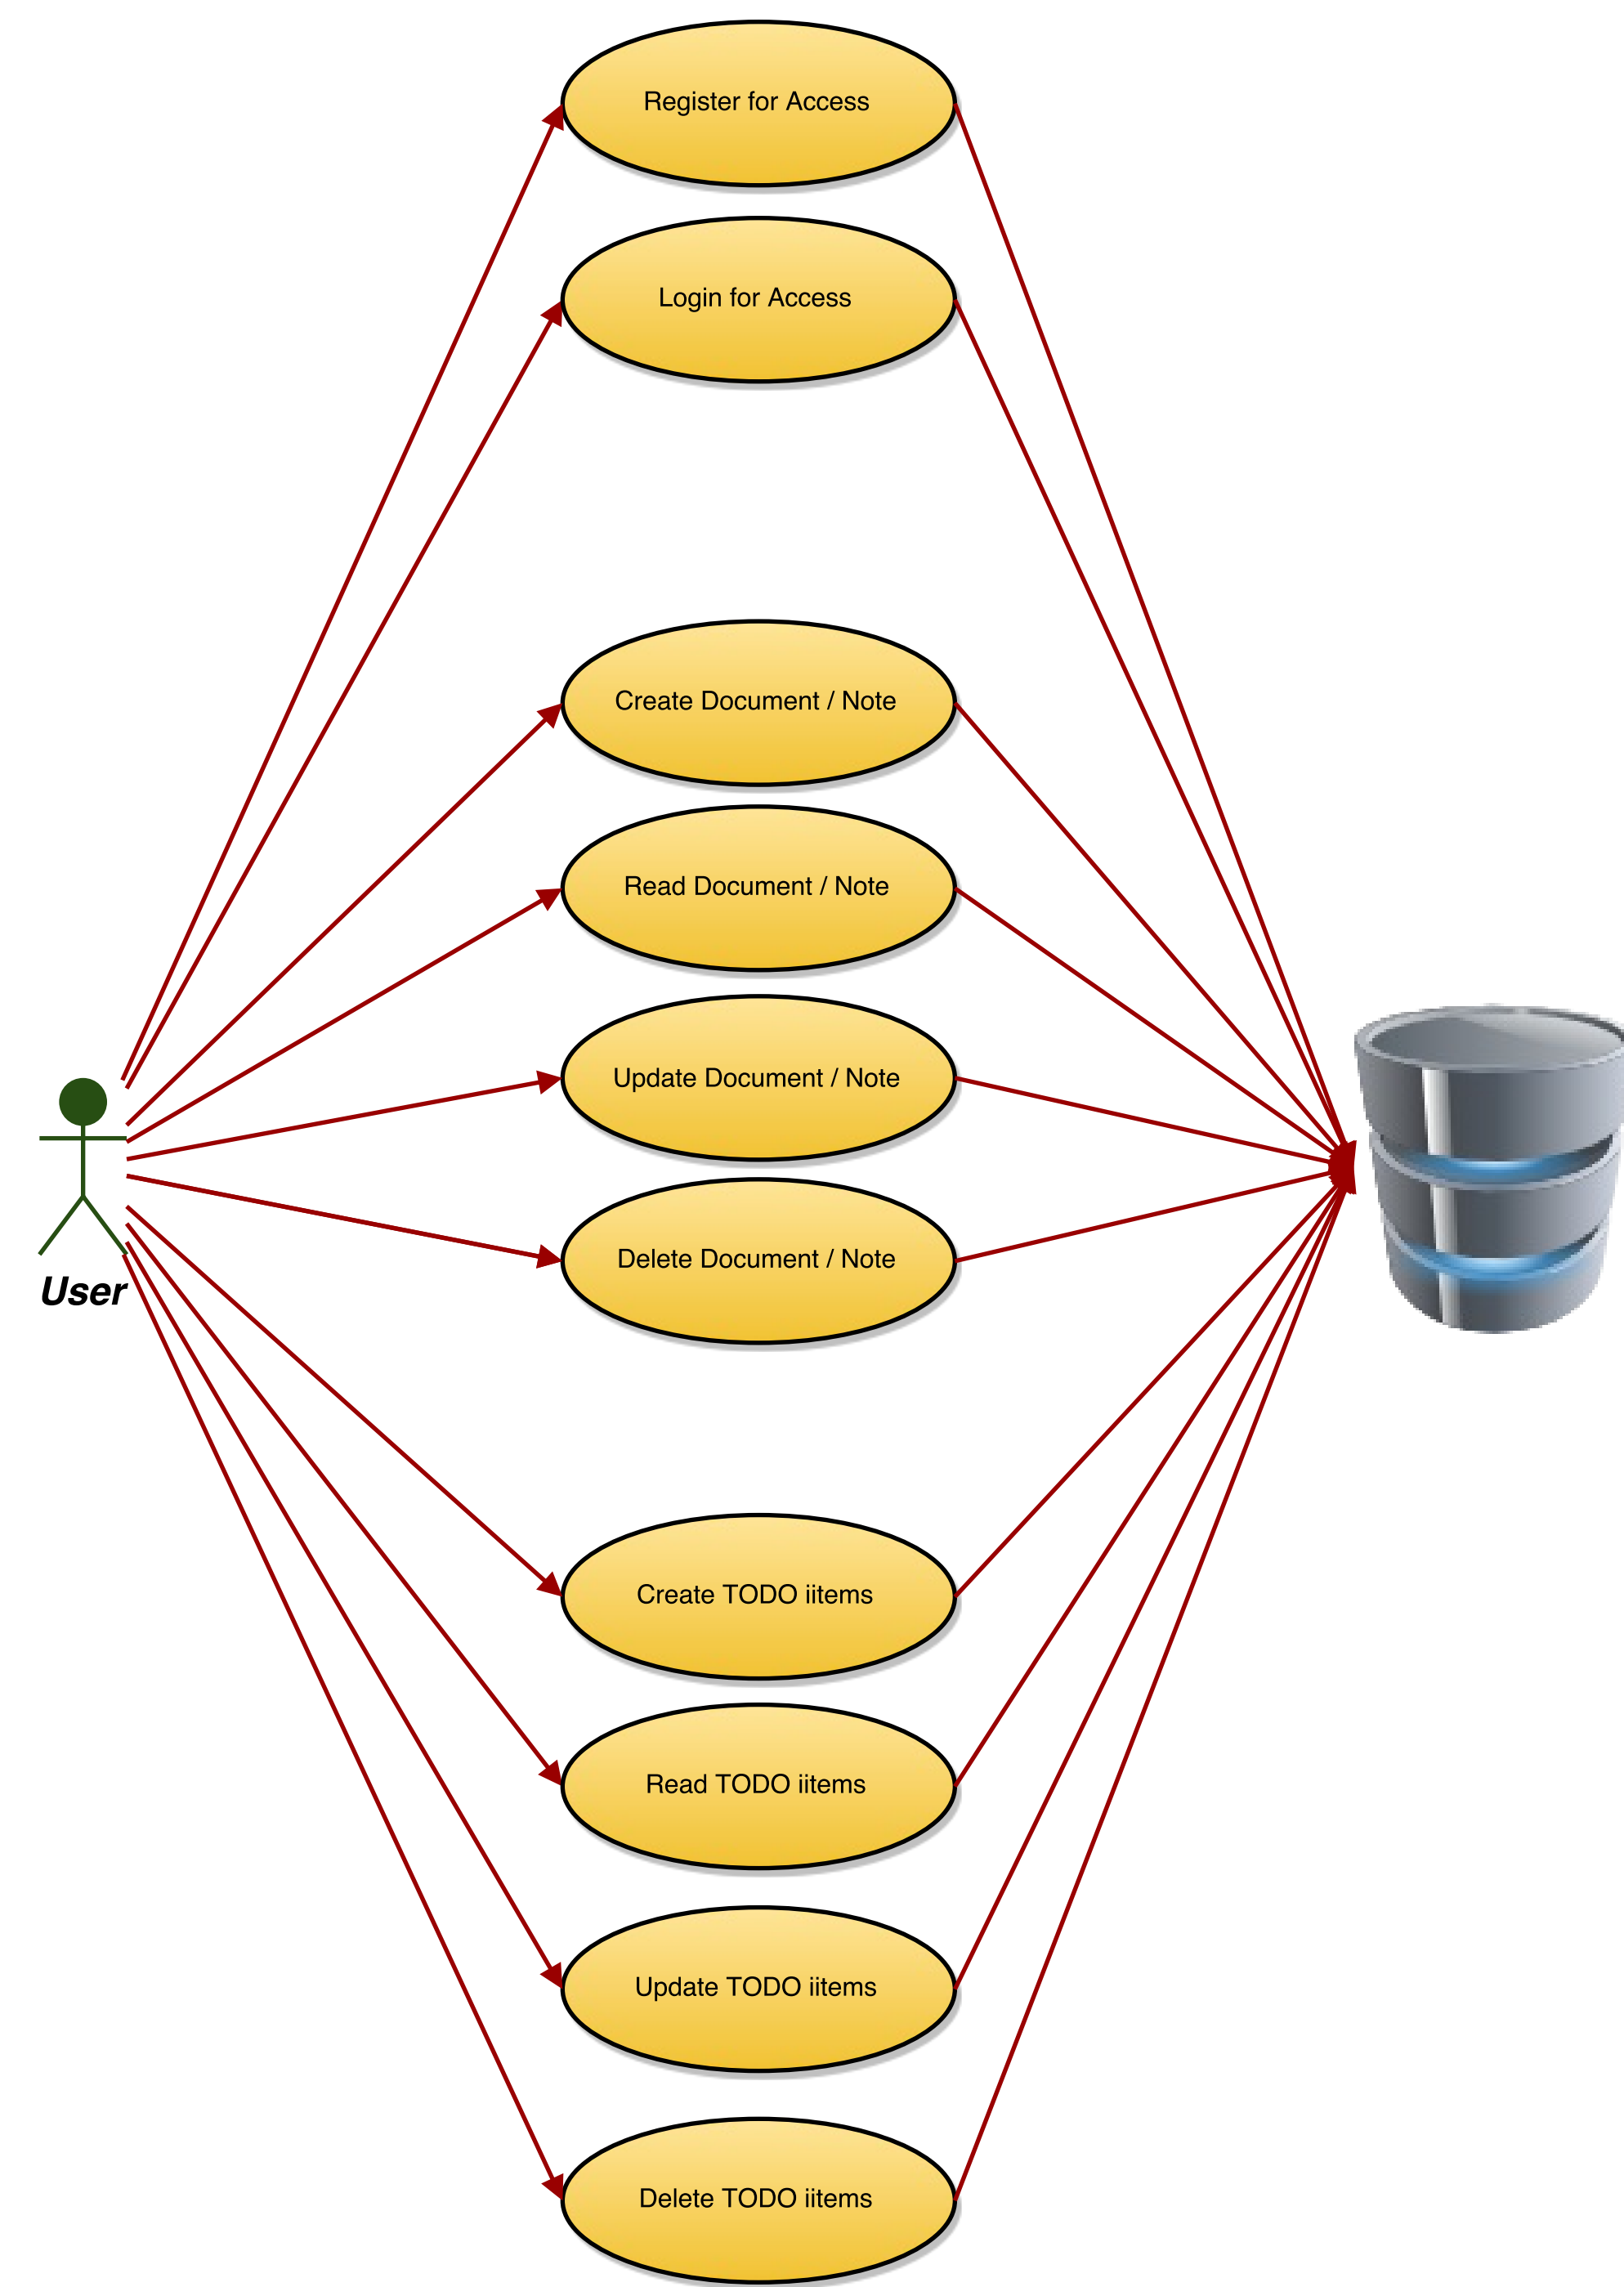 Register for Access
Login for Access
Create Document / Note
Read Document / Note
Update Document / Note
Delete Document / Note
User
Create TODO iitems
Read TODO iitems
Update TODO iitems
Delete TODO iitems